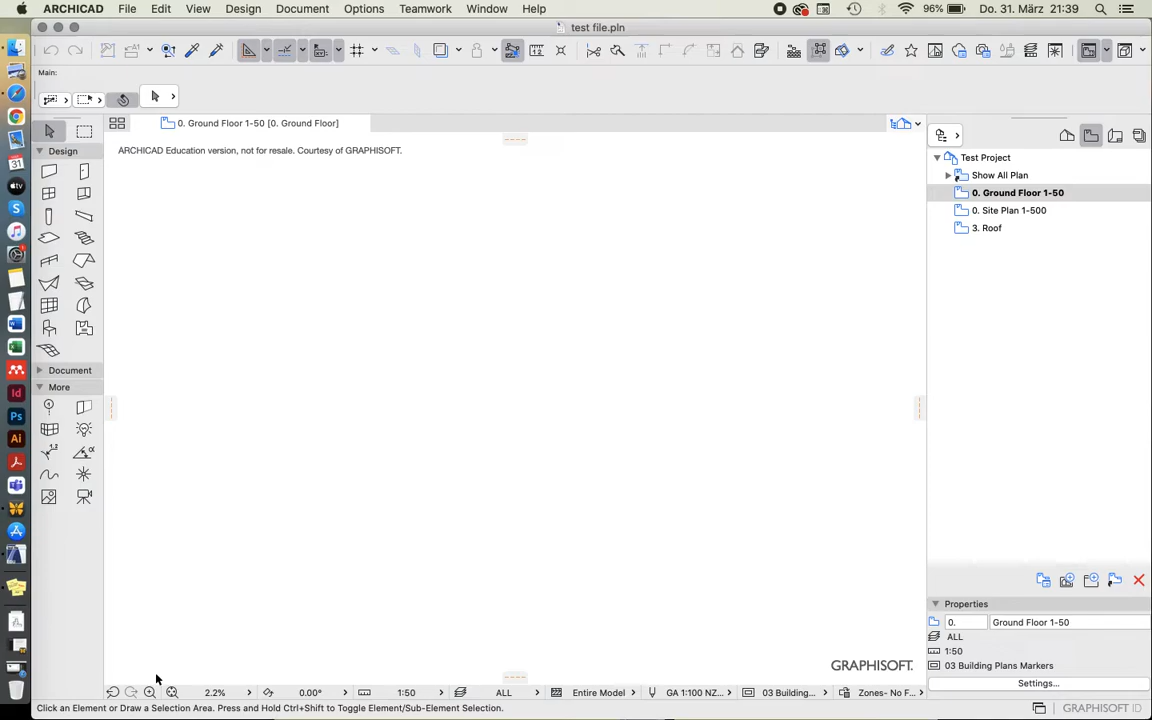 ARCHICAD File Edit View Design Document Options Teamwork Window Help 96% Do. 31. März 21:39
test file.pln
Main:
0. Ground Floor 1-50 [0. Ground Floor]
Design
ARCHICAD Education version, not for resale. Courtesy of GRAPHISOFT.
Test Project
Show All Plan
0. Ground Floor 1-50
0. Site Plan 1-500
3. Roof
Document
More
Properties
0. Ground Floor 1-50
ALL
1:50
03 Building Plans Markers
Settings...
GRAPHISOFT.
2.2% 0.00° 1:50 ALL Entire Model GA 1:100 NZ... 03 Building... Zones- No F...
Click an Element or Draw a Selection Area. Press and Hold Ctrl+Shift to Toggle Element/Sub-Element Selection. GRAPHISOFT ID